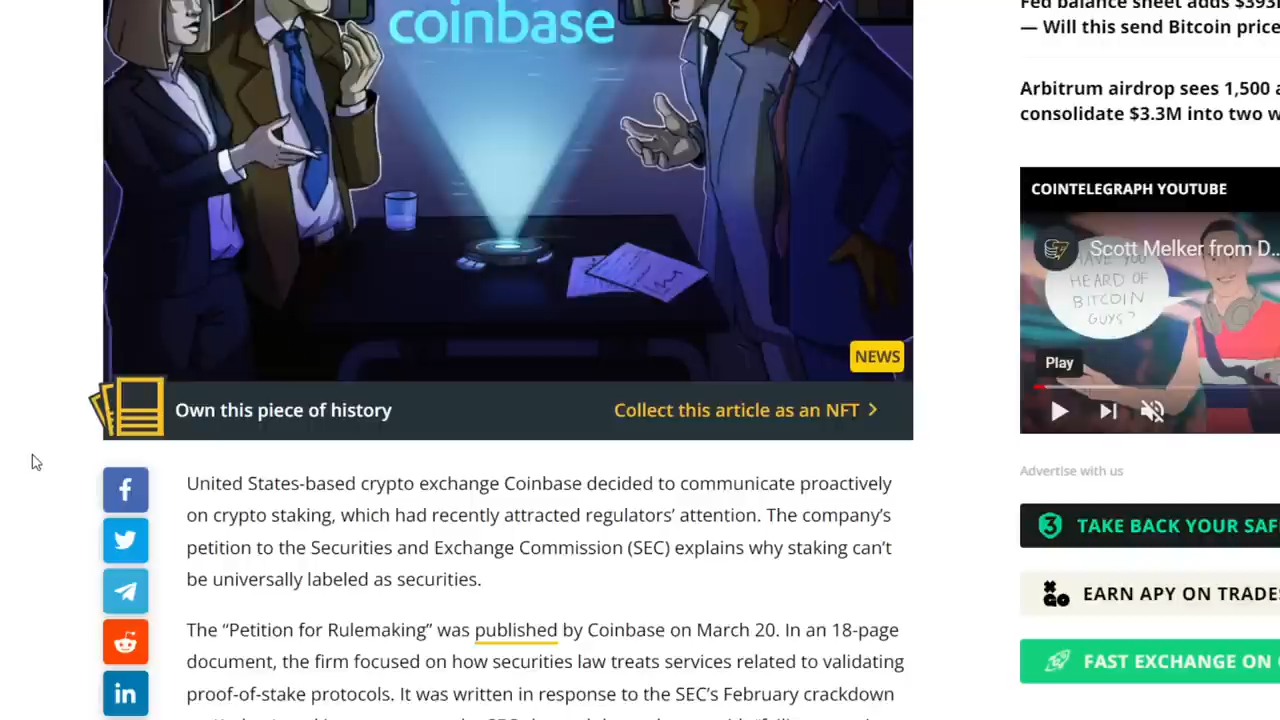 coinbase
NEWS
Own this piece of history
Collect this article as an NFT
United States-based crypto exchange Coinbase decided to communicate proactively
on crypto staking, which had recently attracted regulators’ attention. The company’s
petition to the Securities and Exchange Commission (SEC) explains why staking can’t
be universally labeled as securities.
The “Petition for Rulemaking” was published by Coinbase on March 20. In an 18-page
document, the firm focused on how securities law treats services related to validating
proof-of-stake protocols. It was written in response to the SEC’s February crackdown
Fed balance sheet adds $393
— Will this send Bitcoin price
Arbitrum airdrop sees 1,500
consolidate $3.3M into two
COINTELEGRAPH YOUTUBE
Scott Melker from D...
HAVE YOU
HEARD OF
BITCOIN
GUYS?
Play
Advertise with us
TAKE BACK YOUR
EARN APY ON
FAST EXCHANGE ON